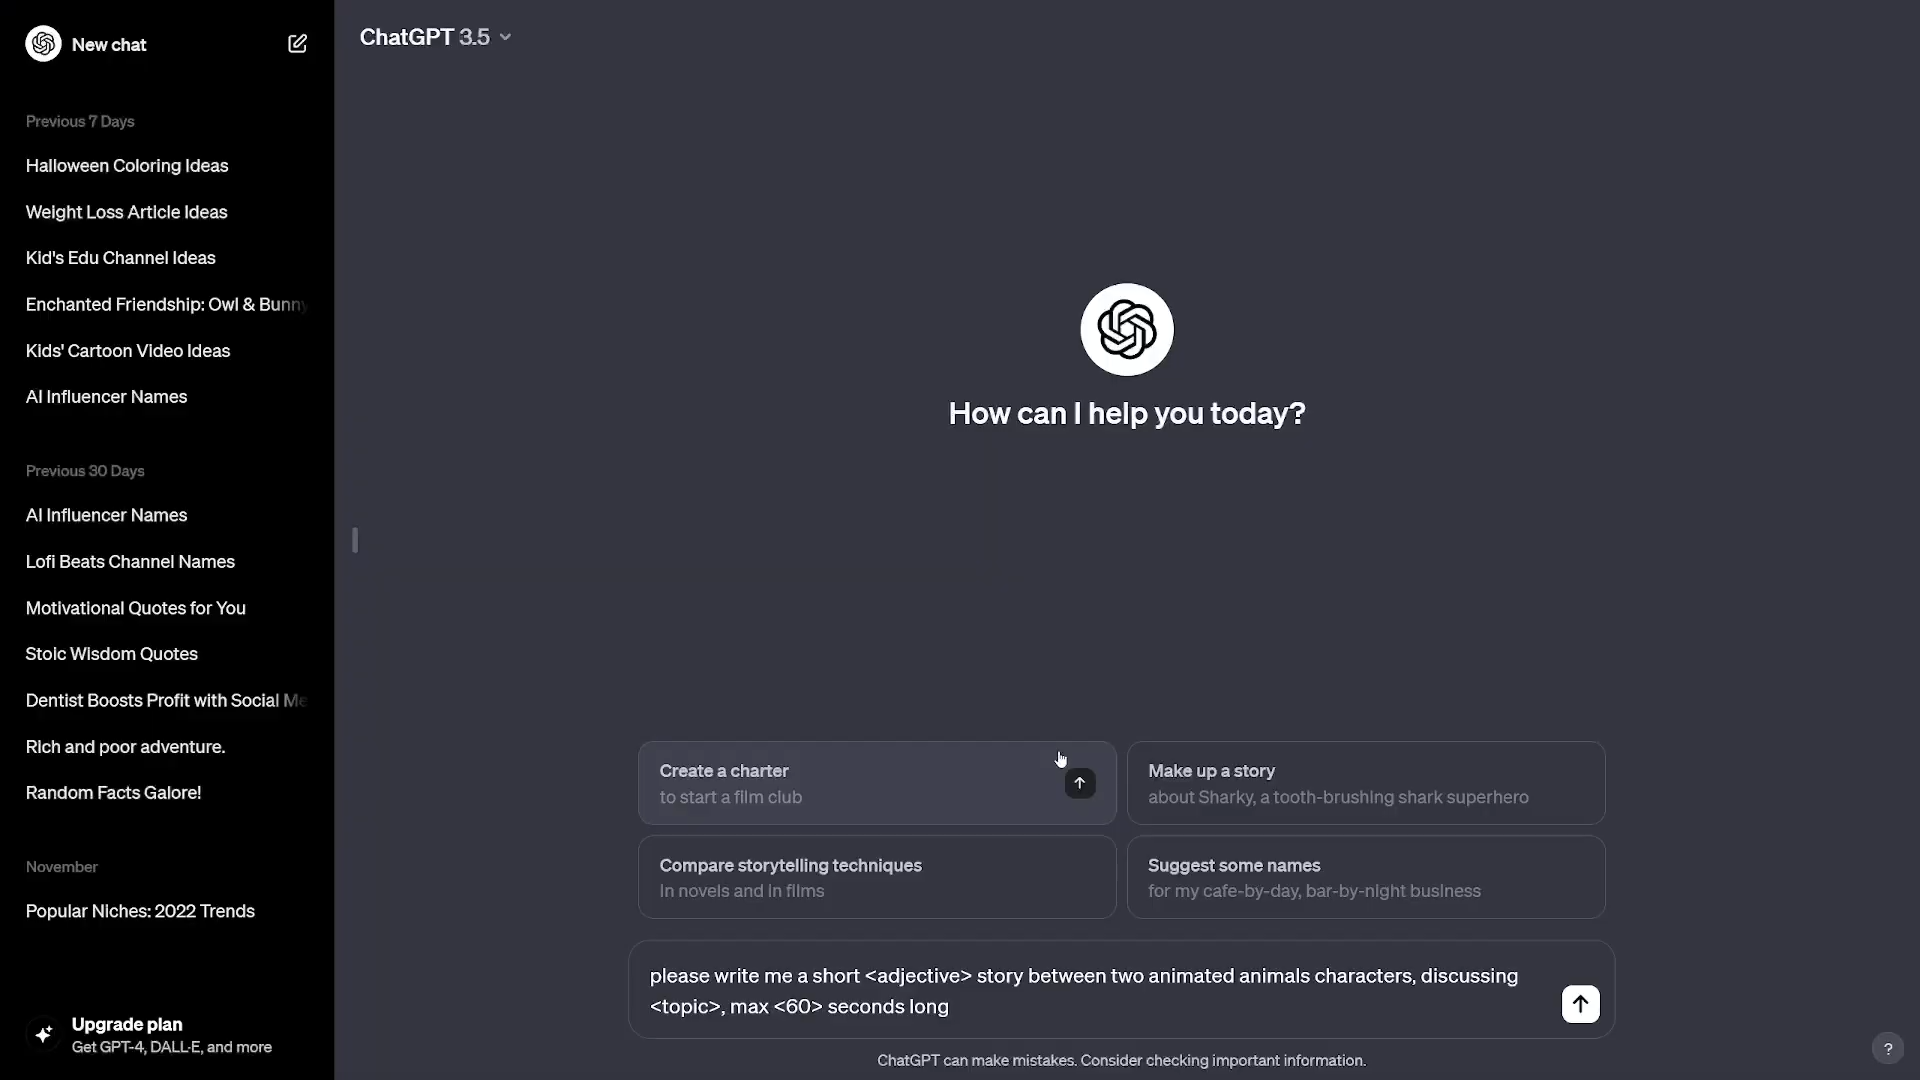 New chat
Previous 7 Days
Halloween Coloring Ideas
Weight Loss Article Ideas
Kid's Edu Channel Ideas
Enchanted Friendship: Owl & Bunny
Kids' Cartoon Video Ideas
AI Influencer Names
Previous 30 Days
AI Influencer Names
Lofi Beats Channel Names
Motivational Quotes for You
Stoic Wisdom Quotes
Dentist Boosts Profit with Social Me
Rich and poor adventure.
Random Facts Galore!
November
Popular Niches: 2022 Trends
Upgrade plan
Get GPT-4, DALL·E, and more
ChatGPT 3.5
How can I help you today?
Create a charter
to start a film club
Make up a story
about Sharky, a tooth-brushing shark superhero
Compare storytelling techniques
in novels and in films
Suggest some names
for my cafe-by-day, bar-by-night business
please write me a short <adjective> story between two animated animals characters, discussing
<topic>, max <60> seconds long
ChatGPT can make mistakes. Consider checking important information.
?